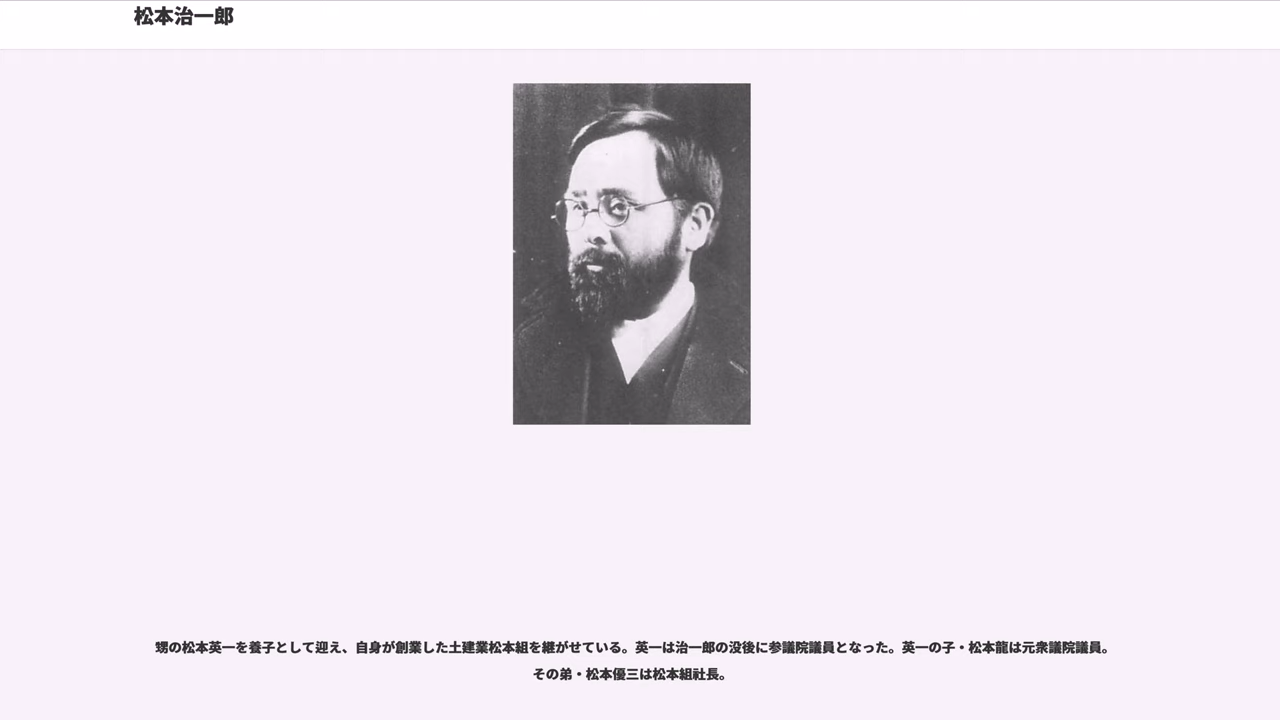 松本治一郎
甥の松本英一を養子として迎え、自身が創業した土建業松本組を継がせている。英一は治一郎の没後に参議院議員となった。英一の子・松本龍は元衆議院議員。
その弟・松本優三は松本組社長。